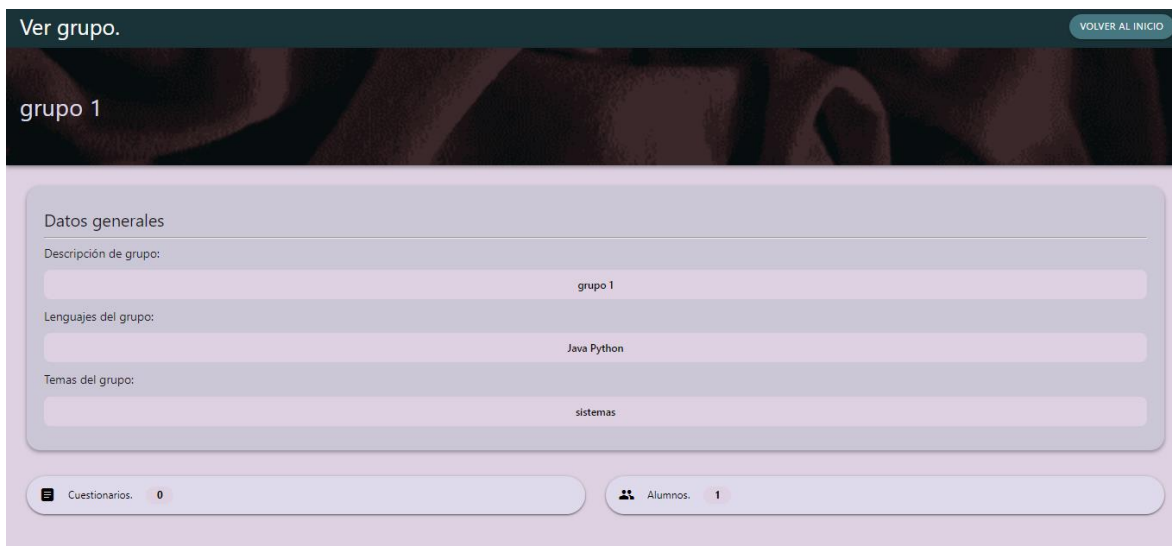 Ver grupo.
VOLVER AL INICIO
grupo 1
Datos generales
Descripción de grupo:
grupo 1
Lenguajes del grupo:
Java Python
Temas del grupo:
sistemas
Cuestionarios. 0
Alumnos. 1